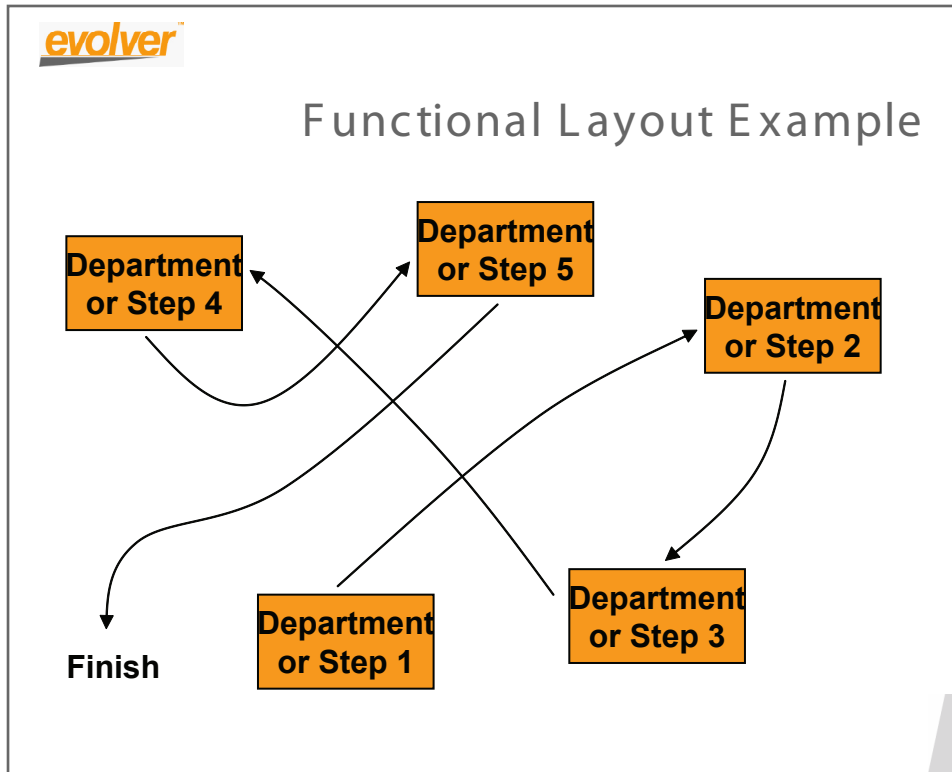 evolver™
Functional Layout Example
Department
or Step 4
Department
or Step 5
Department
or Step 2
Department
or Step 1
Department
or Step 3
Finish